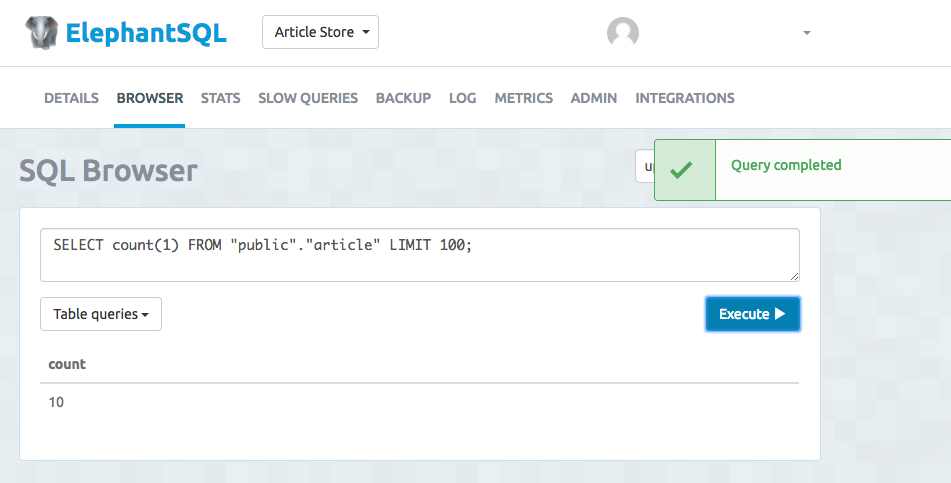 ElephantSQL
Article Store
DETAILS BROWSER STATS SLOW QUERIES BACKUP LOG METRICS ADMIN INTEGRATIONS
SQL Browser
Query completed
SELECT count(1) FROM "public"."article" LIMIT 100;
Table queries
Execute
count
10